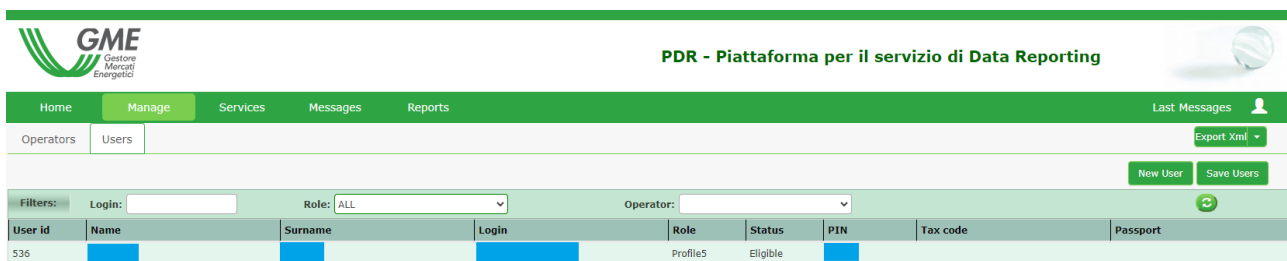 GME
Gestore
Mercati
Energetici
PDR - Piattaforma per il servizio di Data Reporting
Home Manage Services Messages Reports Last Messages
Operators Users Export Xml
New User Save Users
Filters: Login: Role: ALL Operator:
User id Name Surname Login Role Status PIN Tax code Passport
536 Profile5 Eligible